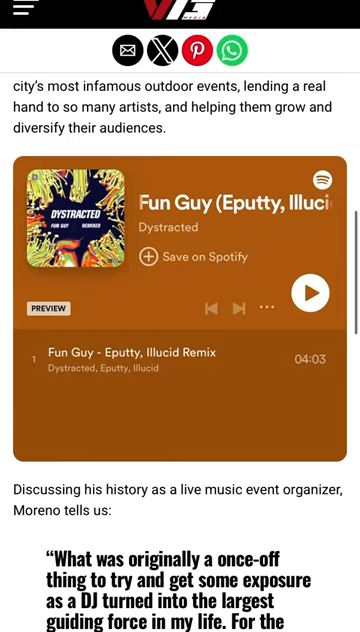 V13
MEDIA
city's most infamous outdoor events, lending a real
hand to so many artists, and helping them grow and
diversify their audiences.
DYSTRACTED
FUN GUY REMIXED
Fun Guy (Eputty, Illuci
Dystracted
Save on Spotify
PREVIEW
1 Fun Guy - Eputty, Illucid Remix 04:03
Dystracted, Eputty, Illucid
Discussing his history as a live music event organizer,
Moreno tells us:
“What was originally a once-off
thing to try and get some exposure
as a DJ turned into the largest
guiding force in my life. For the